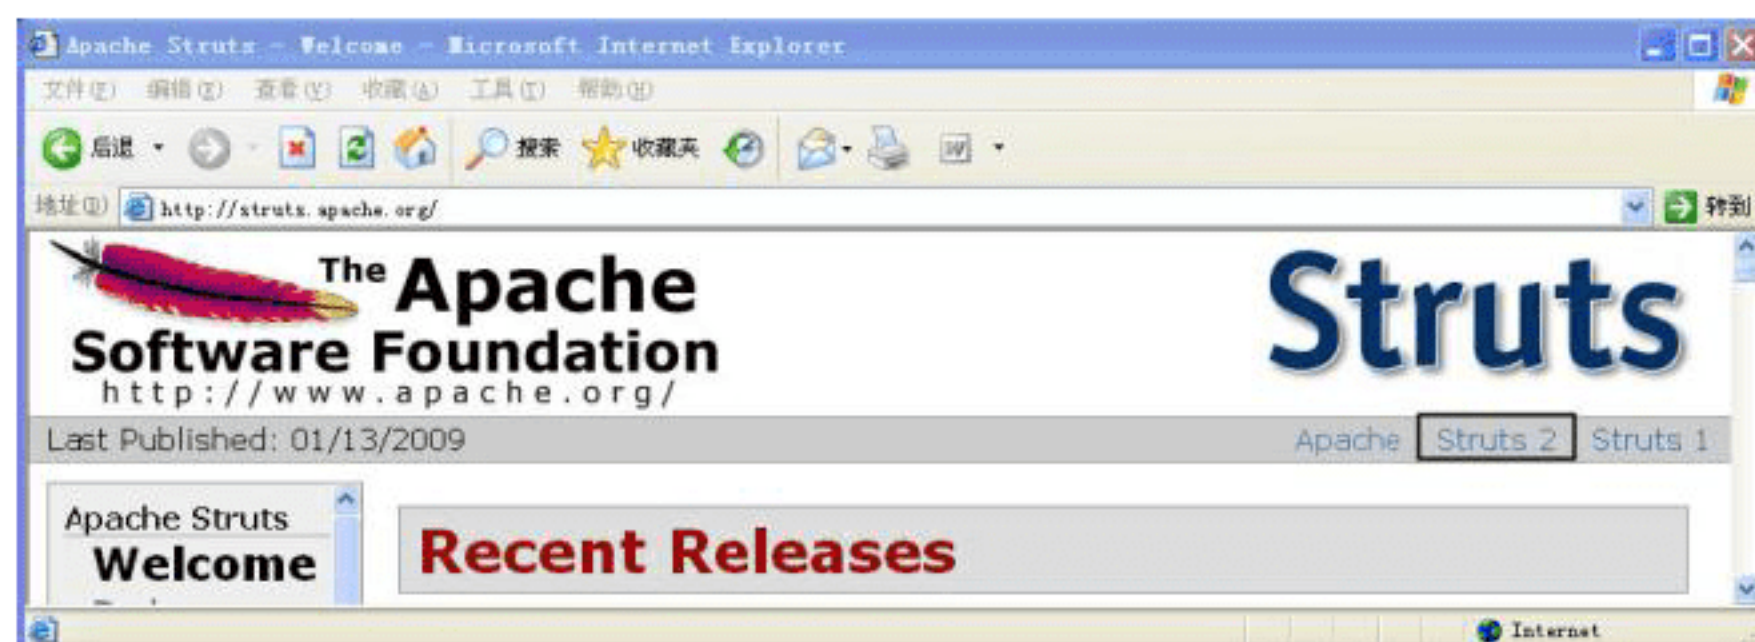 Apache Struts - Welcome - Microsoft Internet Explorer
文件(F) 编辑(E) 查看(V) 收藏(A) 工具(T) 帮助(H)
后退 搜索 收藏夹 W
地址(D) http://struts.apache.org/ 转到
The Apache
Software Foundation
http://www.apache.org/
Struts
Last Published: 01/13/2009 Apache Struts 2 Struts 1
Apache Struts
Welcome
Recent Releases
Internet